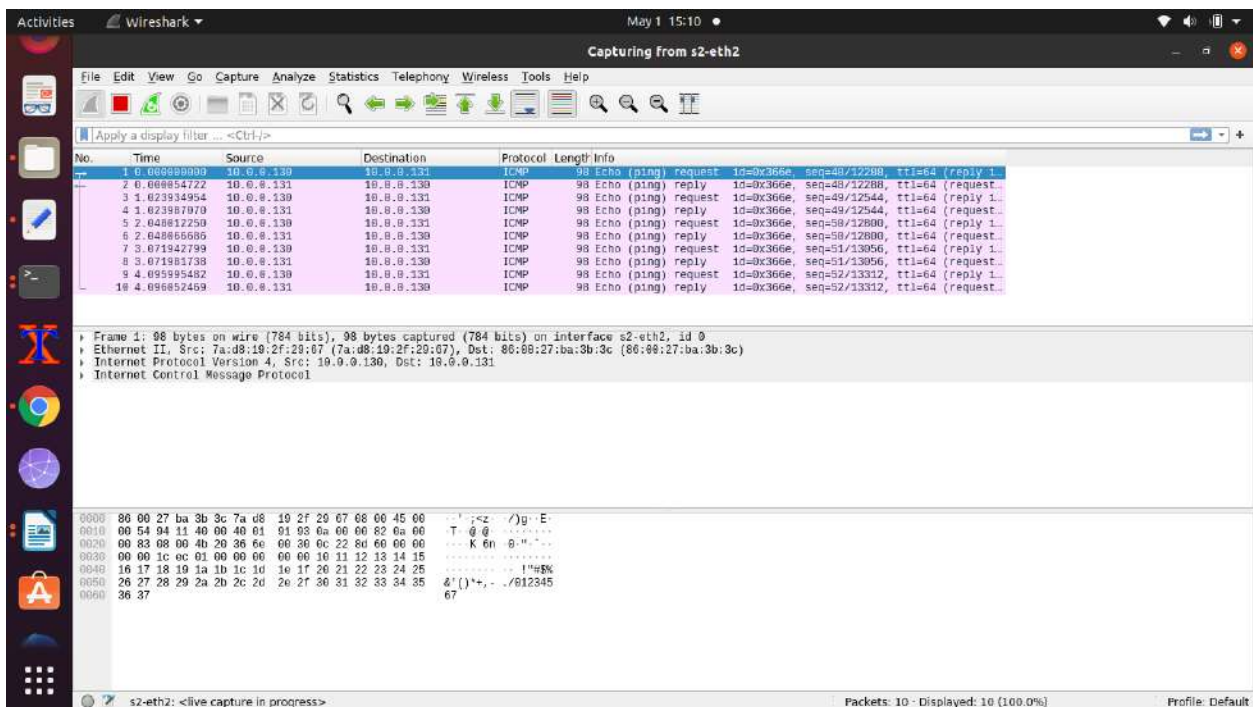 Activities Wireshark May 1 15:10
Capturing from s2-eth2
File Edit View Go Capture Analyze Statistics Telephony Wireless Tools Help
Apply a display filter ... <Ctrl-/>
No. Time Source Destination Protocol Length Info
1 0.000000000 10.0.0.130 10.0.0.131 ICMP 98 Echo (ping) request id=0x366e, seq=48/12288, ttl=64 (reply i…
2 0.000054722 10.0.0.131 10.0.0.130 ICMP 98 Echo (ping) reply id=0x366e, seq=48/12288, ttl=64 (request…
3 1.023934954 10.0.0.130 10.0.0.131 ICMP 98 Echo (ping) request id=0x366e, seq=49/12544, ttl=64 (reply i…
4 1.023987070 10.0.0.131 10.0.0.130 ICMP 98 Echo (ping) reply id=0x366e, seq=49/12544, ttl=64 (request…
5 2.048012250 10.0.0.130 10.0.0.131 ICMP 98 Echo (ping) request id=0x366e, seq=50/12800, ttl=64 (reply i…
6 2.048066686 10.0.0.131 10.0.0.130 ICMP 98 Echo (ping) reply id=0x366e, seq=50/12800, ttl=64 (request…
7 3.071942799 10.0.0.130 10.0.0.131 ICMP 98 Echo (ping) request id=0x366e, seq=51/13056, ttl=64 (reply i…
8 3.071981738 10.0.0.131 10.0.0.130 ICMP 98 Echo (ping) reply id=0x366e, seq=51/13056, ttl=64 (request…
9 4.095995482 10.0.0.130 10.0.0.131 ICMP 98 Echo (ping) request id=0x366e, seq=52/13312, ttl=64 (reply i…
10 4.096052469 10.0.0.131 10.0.0.130 ICMP 98 Echo (ping) reply id=0x366e, seq=52/13312, ttl=64 (request…
Frame 1: 98 bytes on wire (784 bits), 98 bytes captured (784 bits) on interface s2-eth2, id 0
Ethernet II, Src: 7a:d8:19:2f:29:67 (7a:d8:19:2f:29:67), Dst: 86:00:27:ba:3b:3c (86:00:27:ba:3b:3c)
Internet Protocol Version 4, Src: 10.0.0.130, Dst: 10.0.0.131
Internet Control Message Protocol
0000 86 00 27 ba 3b 3c 7a d8 19 2f 29 67 08 00 45 00 ··'·;<z· ·/)g··E·
0010 00 54 94 11 40 00 40 01 91 93 0a 00 00 82 0a 00 ·T··@·@· ········
0020 00 83 08 00 4b 20 36 6e 00 30 0c 22 8d 60 00 00 ····K 6n ·0·"·`··
0030 00 00 1c ec 01 00 00 00 00 00 10 11 12 13 14 15 ········ ········
0040 16 17 18 19 1a 1b 1c 1d 1e 1f 20 21 22 23 24 25 ········ ·· !"#$%
0050 26 27 28 29 2a 2b 2c 2d 2e 2f 30 31 32 33 34 35 &'()*+,- ./012345
0060 36 37 67
s2-eth2: <live capture in progress> Packets: 10 · Displayed: 10 (100.0%) Profile: Default